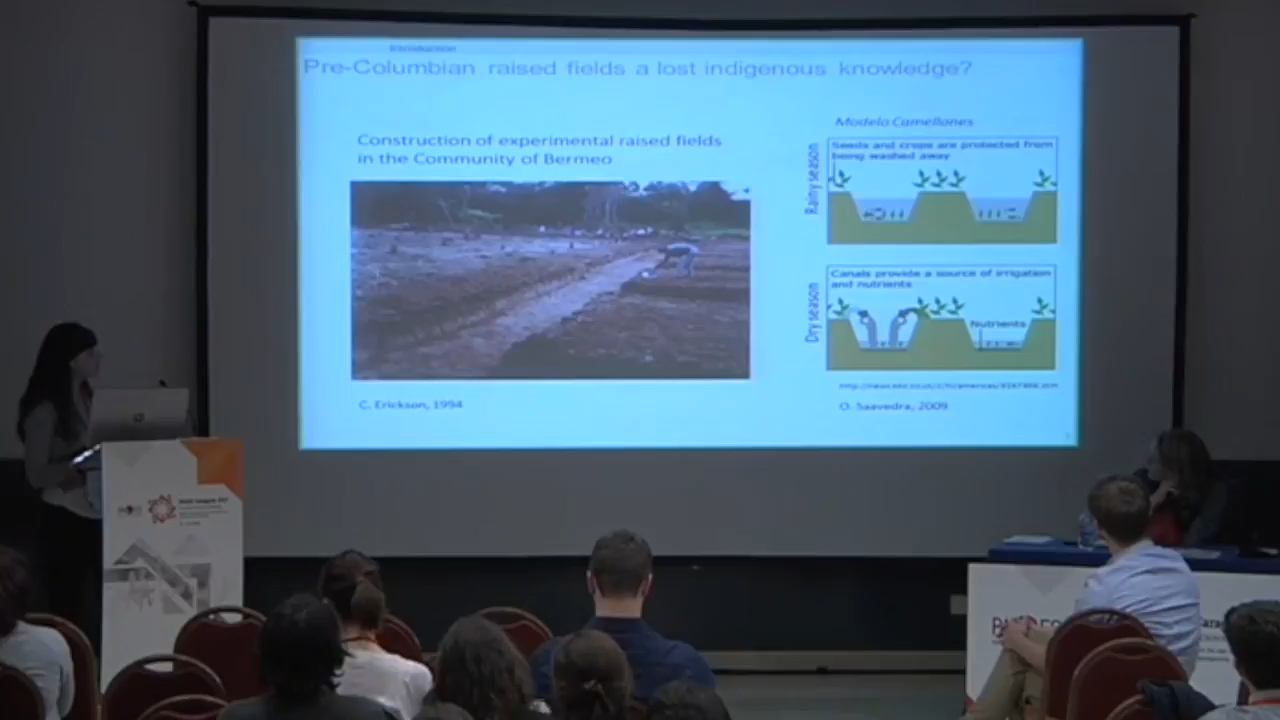 Introduction
Pre-Columbian raised fields a lost indigenous knowledge?
Construction of experimental raised fields
in the Community of Bermeo
C. Erickson, 1994
Modelo Camellones
Rainy season
Seeds and crops are protected from
being washed away
Dry season
Canals provide a source of irrigation
and nutrients
Nutrients
O. Saavedra, 2009